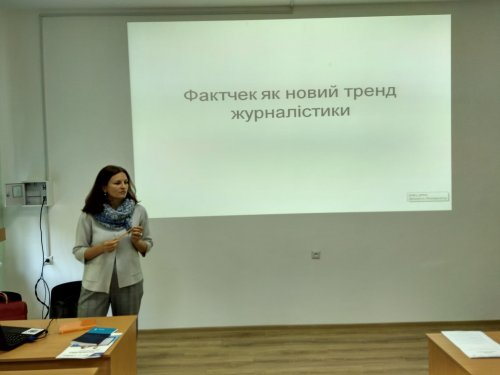 Фактчек як новий тренд
журналістики